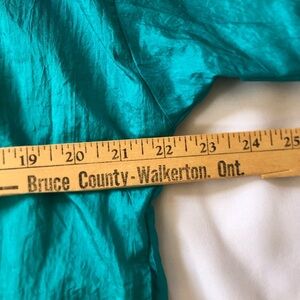 19 20 21 22 23 24 25
Bruce County-Walkerton, Ont.